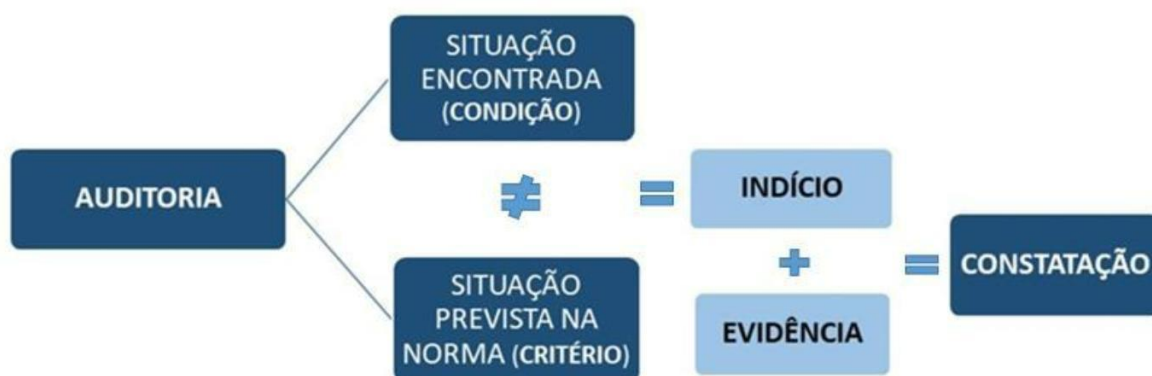 SITUAÇÃO
ENCONTRADA
(CONDIÇÃO)
AUDITORIA
≠
=
INDÍCIO
+
=
CONSTATAÇÃO
SITUAÇÃO
PREVISTA NA
NORMA (CRITÉRIO)
EVIDÊNCIA